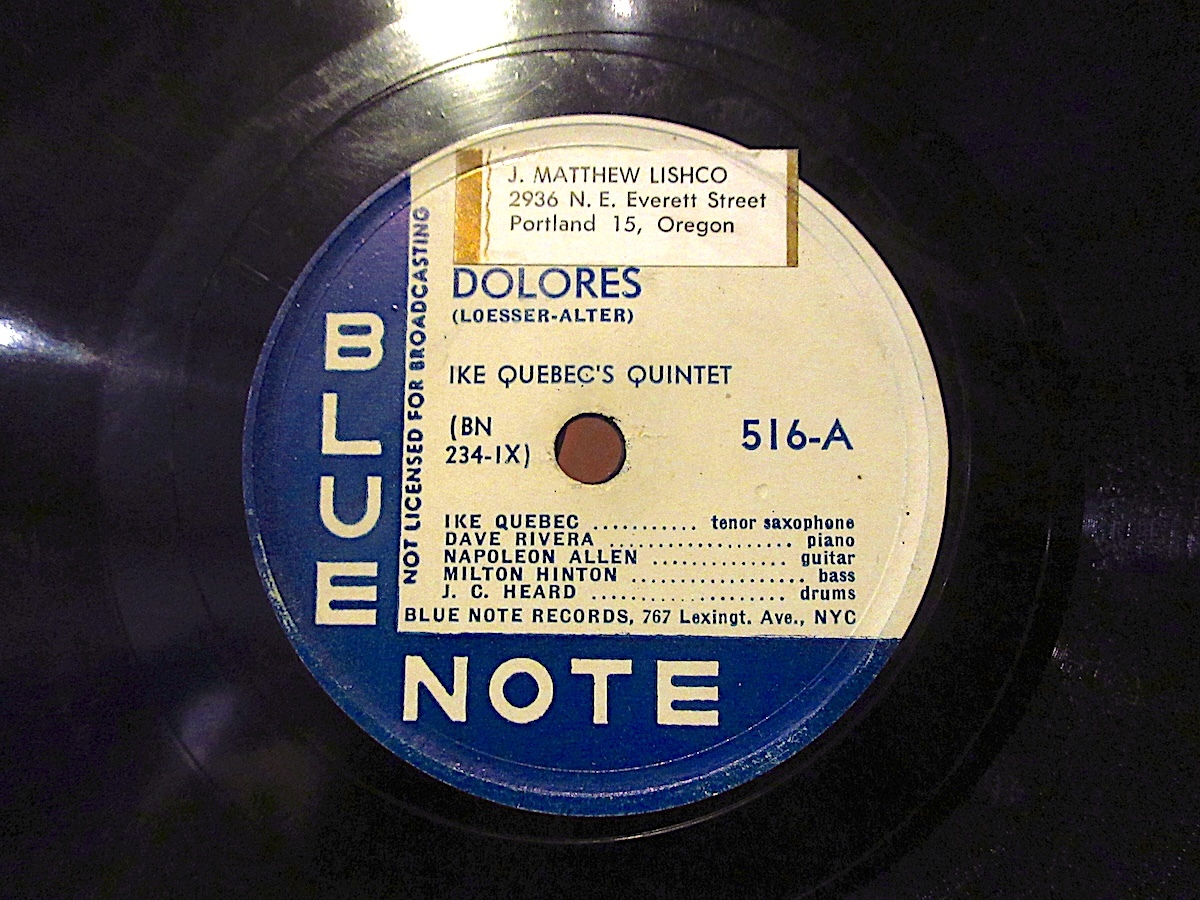 J. MATTHEW LISHCO
2936 N. E. Everett Street
Portland 15, Oregon
DOLORES
(LOESSER-ALTER)
IKE QUEBEC'S QUINTET
(BN
234-IX)
516-A
IKE QUEBEC .......... tenor saxophone
DAVE RIVERA .................. piano
NAPOLEON ALLEN .............. guitar
MILTON HINTON ................. bass
J. C. HEARD .................... drums
BLUE NOTE RECORDS, 767 Lexingt. Ave., NYC
NOT LICENSED FOR BROADCASTING
BLUE
NOTE